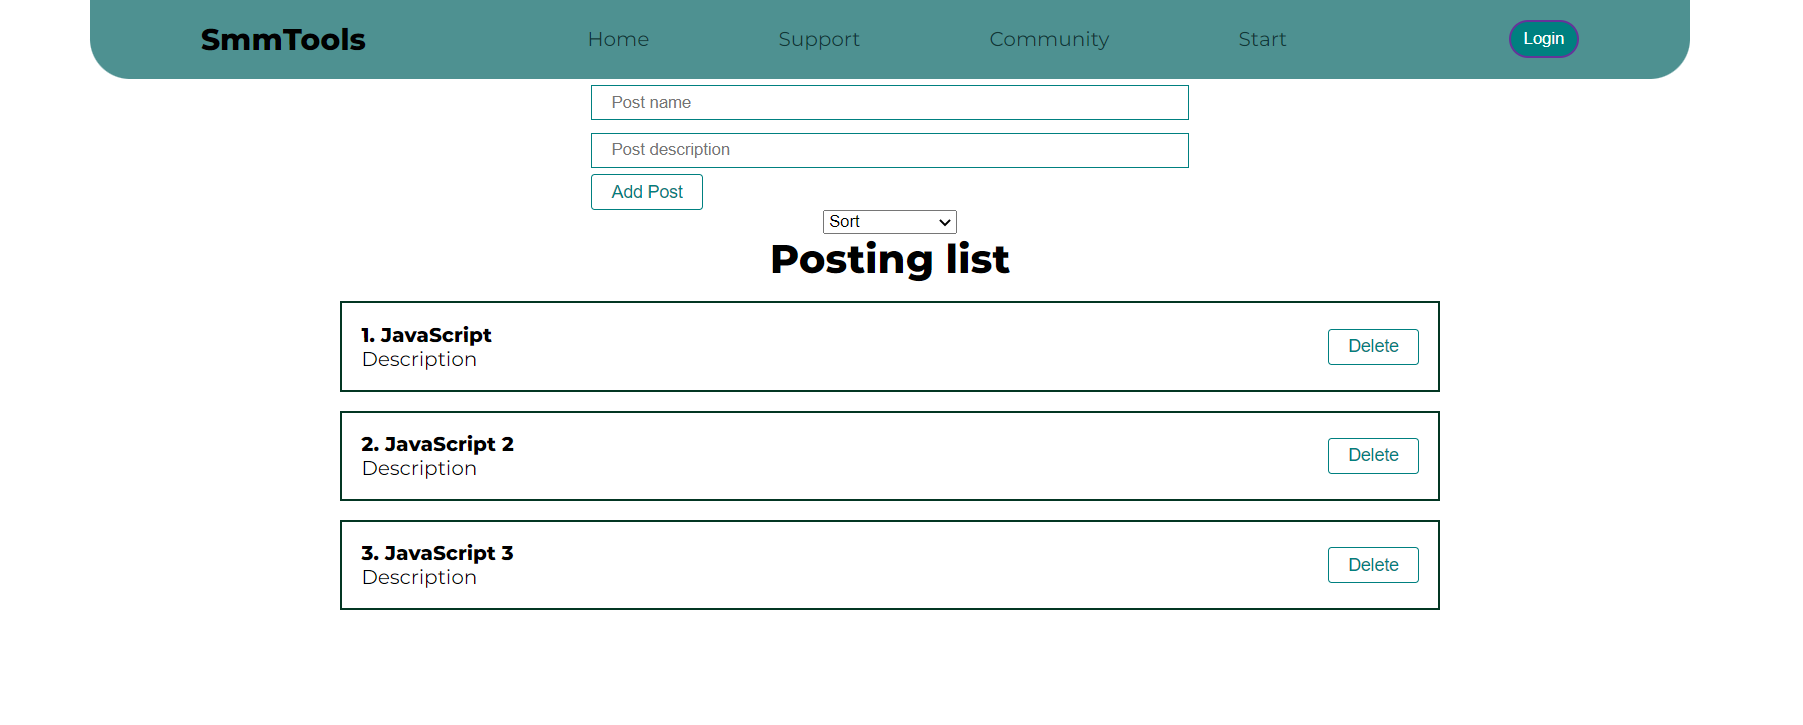 SmmTools Home Support Community Start Login
Post name
Post description
Add Post
Sort
Posting list
1. JavaScript
Description
Delete
2. JavaScript 2
Description
Delete
3. JavaScript 3
Description
Delete